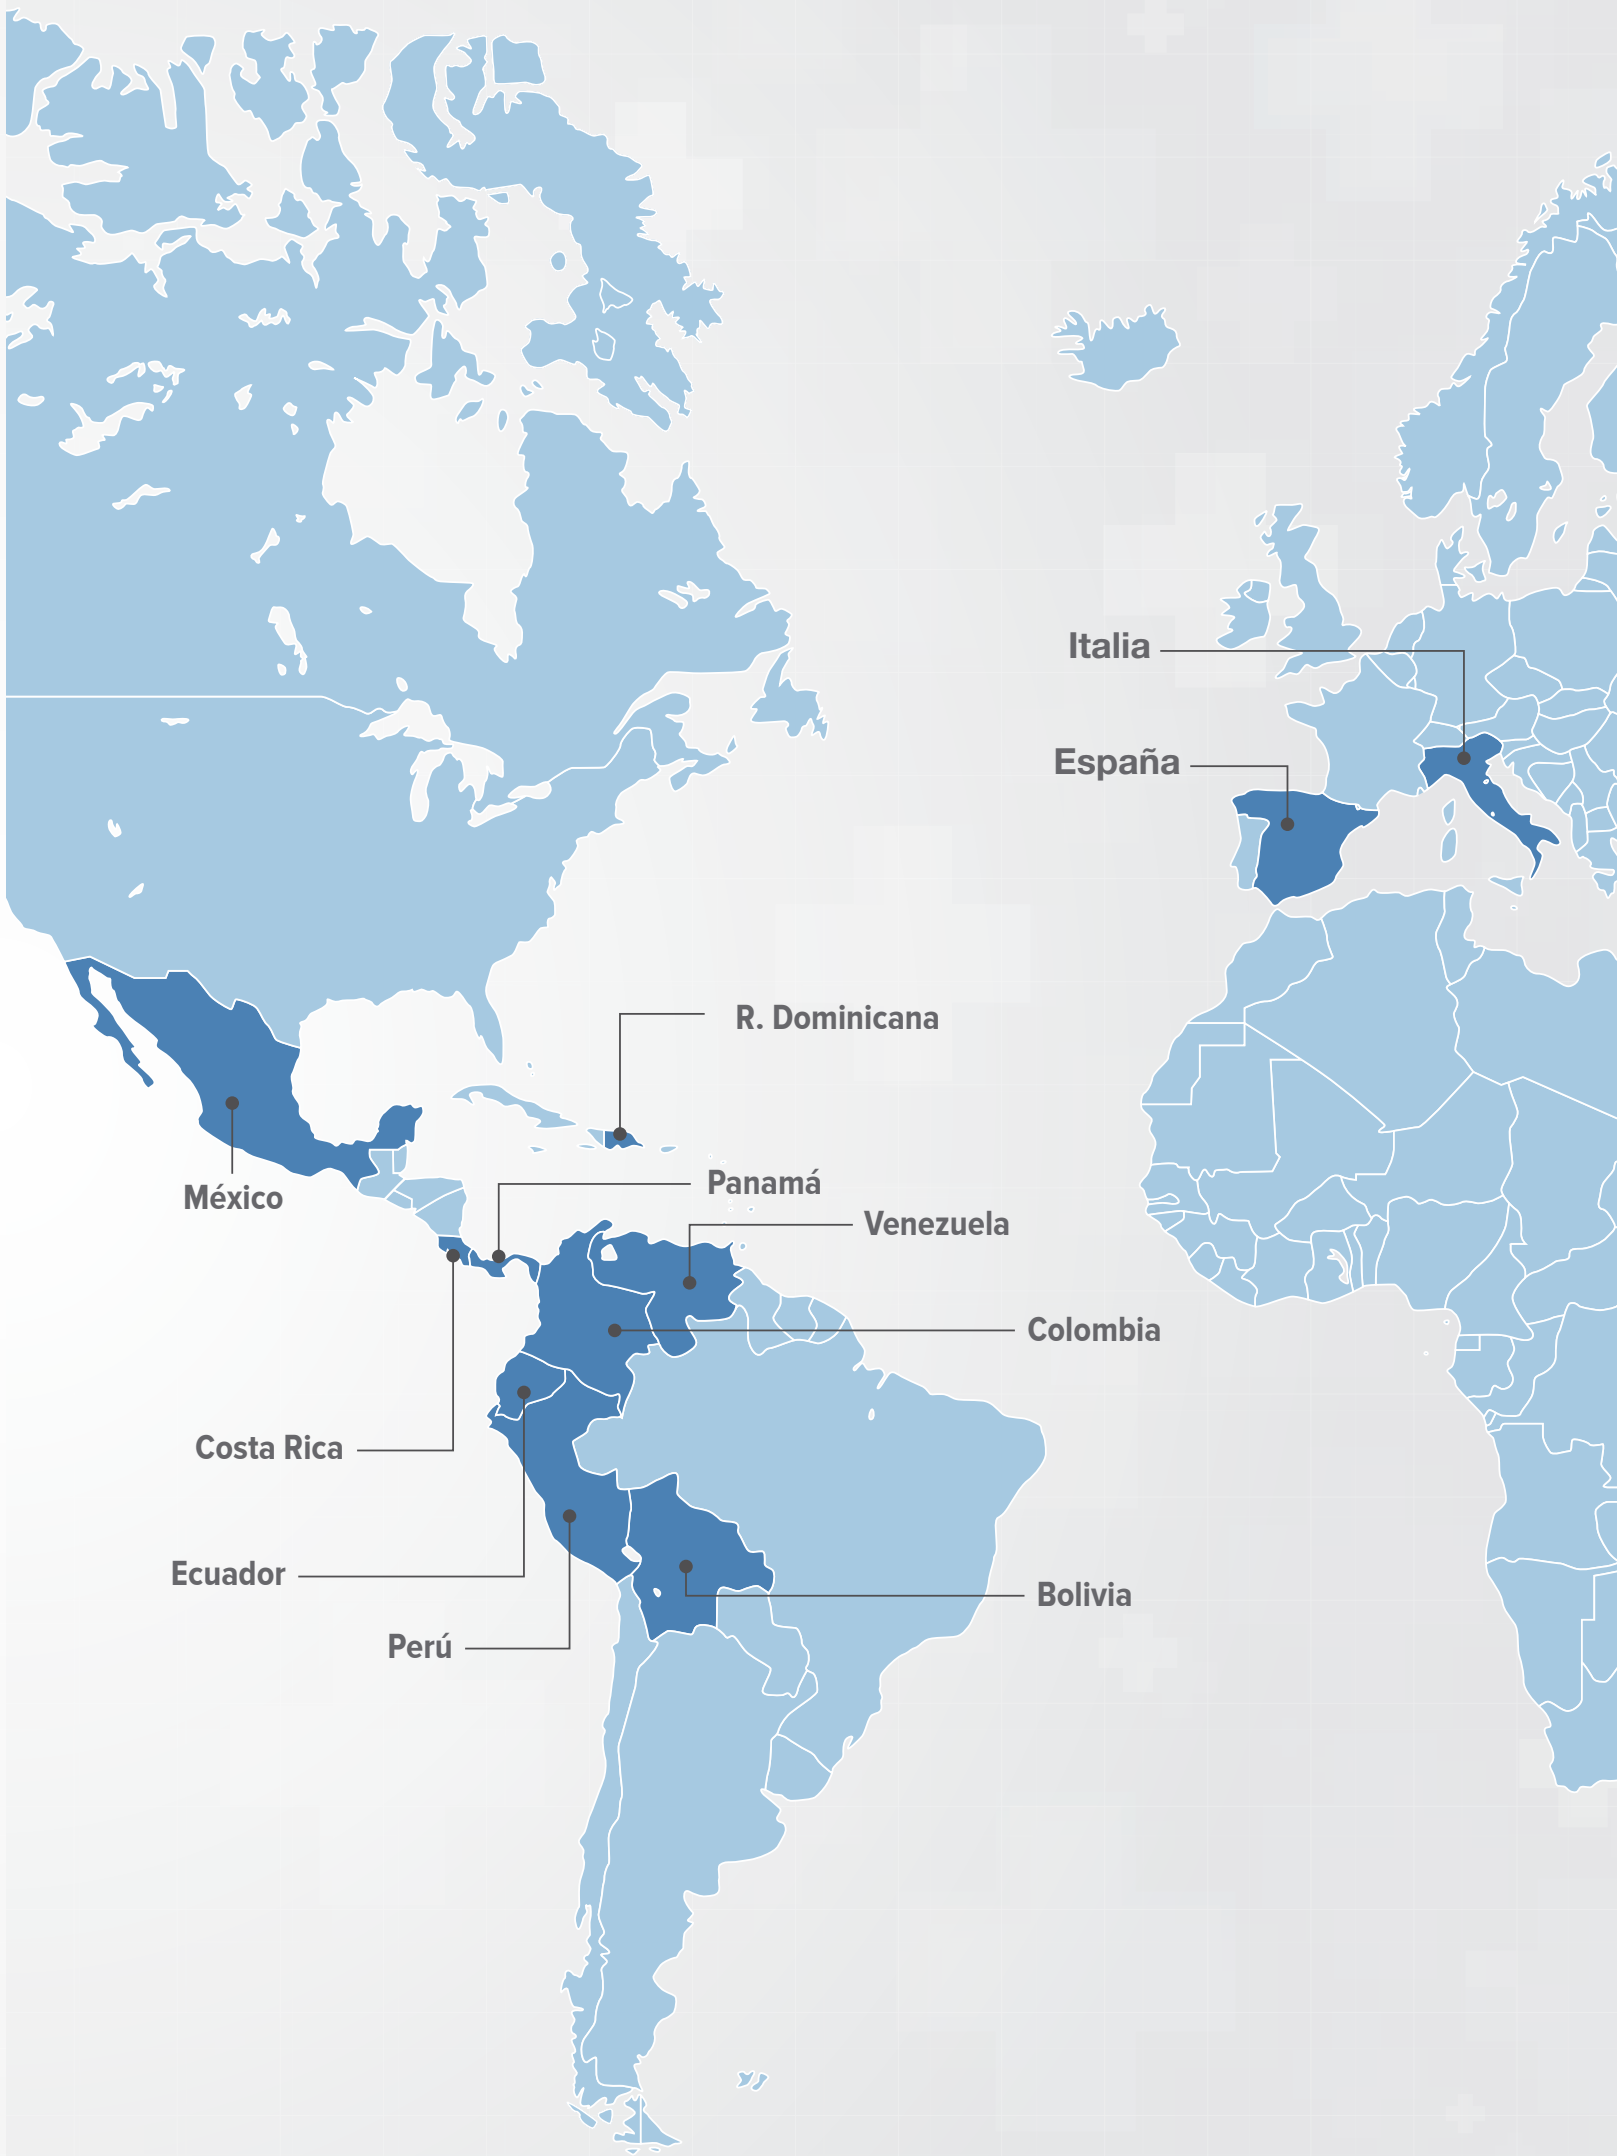 Italia
España
R. Dominicana
Panamá
México
Venezuela
Colombia
Costa Rica
Ecuador
Bolivia
Perú